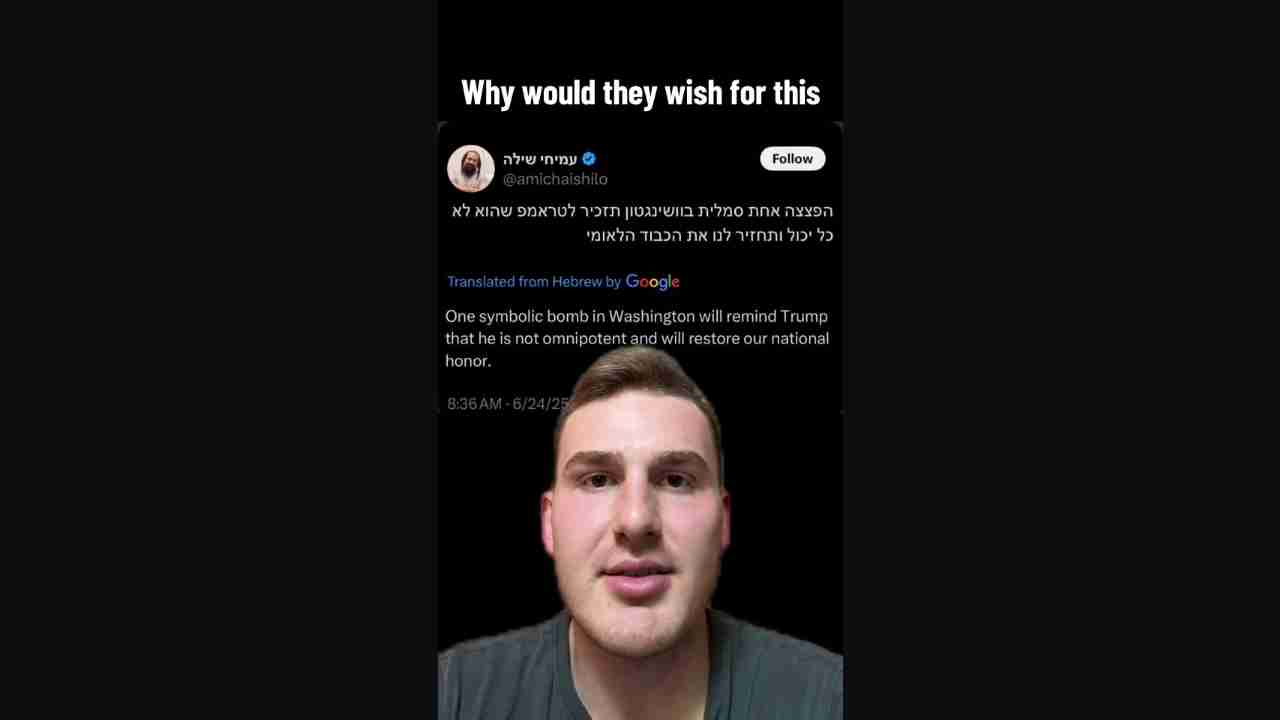 Why would they wish for this
עמיחי שילה
Follow
@amichaishilo
הפצצה אחת סמלית בוושינגטון תזכיר לטראמפ שהוא לא
כל יכול ותחזיר לנו את הכבוד הלאומי
Translated from Hebrew by Google
One symbolic bomb in Washington will remind Trump
that he is not omnipotent and will restore our national
honor.
8:36 AM · 6/24/25